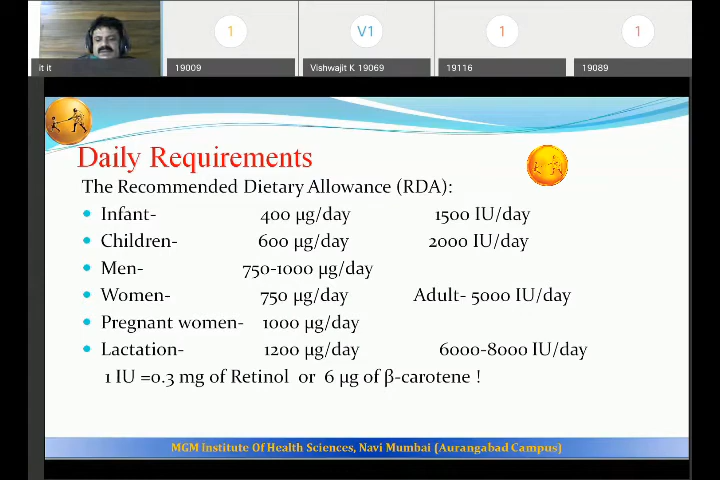 it it
19009
Vishwajit K 19069
19116
19089
1
V1
1
1
Daily Requirements
The Recommended Dietary Allowance (RDA):
Infant- 400 µg/day 1500 IU/day
Children- 600 µg/day 2000 IU/day
Men- 750-1000 µg/day
Women- 750 µg/day Adult- 5000 IU/day
Pregnant women- 1000 µg/day
Lactation- 1200 µg/day 6000-8000 IU/day
1 IU =0.3 mg of Retinol or 6 µg of β-carotene !
MGM Institute Of Health Sciences, Navi Mumbai (Aurangabad Campus)